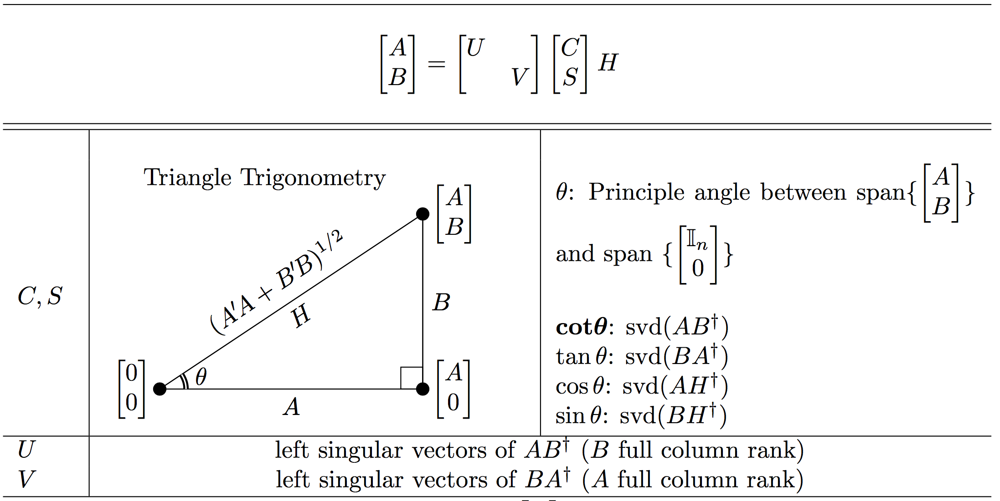 [A B] = [U V] [C S] H
Triangle Trigonometry
[A B]
(A′A + B′B)^{1/2}
H
B
C, S
[0 0]
θ
A
[A 0]
θ: Principle angle between span{[A B]}
and span {[𝕀_n 0]}
cotθ: svd(AB†)
tan θ: svd(BA†)
cos θ: svd(AH†)
sin θ: svd(BH†)
U left singular vectors of AB† (B full column rank)
V left singular vectors of BA† (A full column rank)